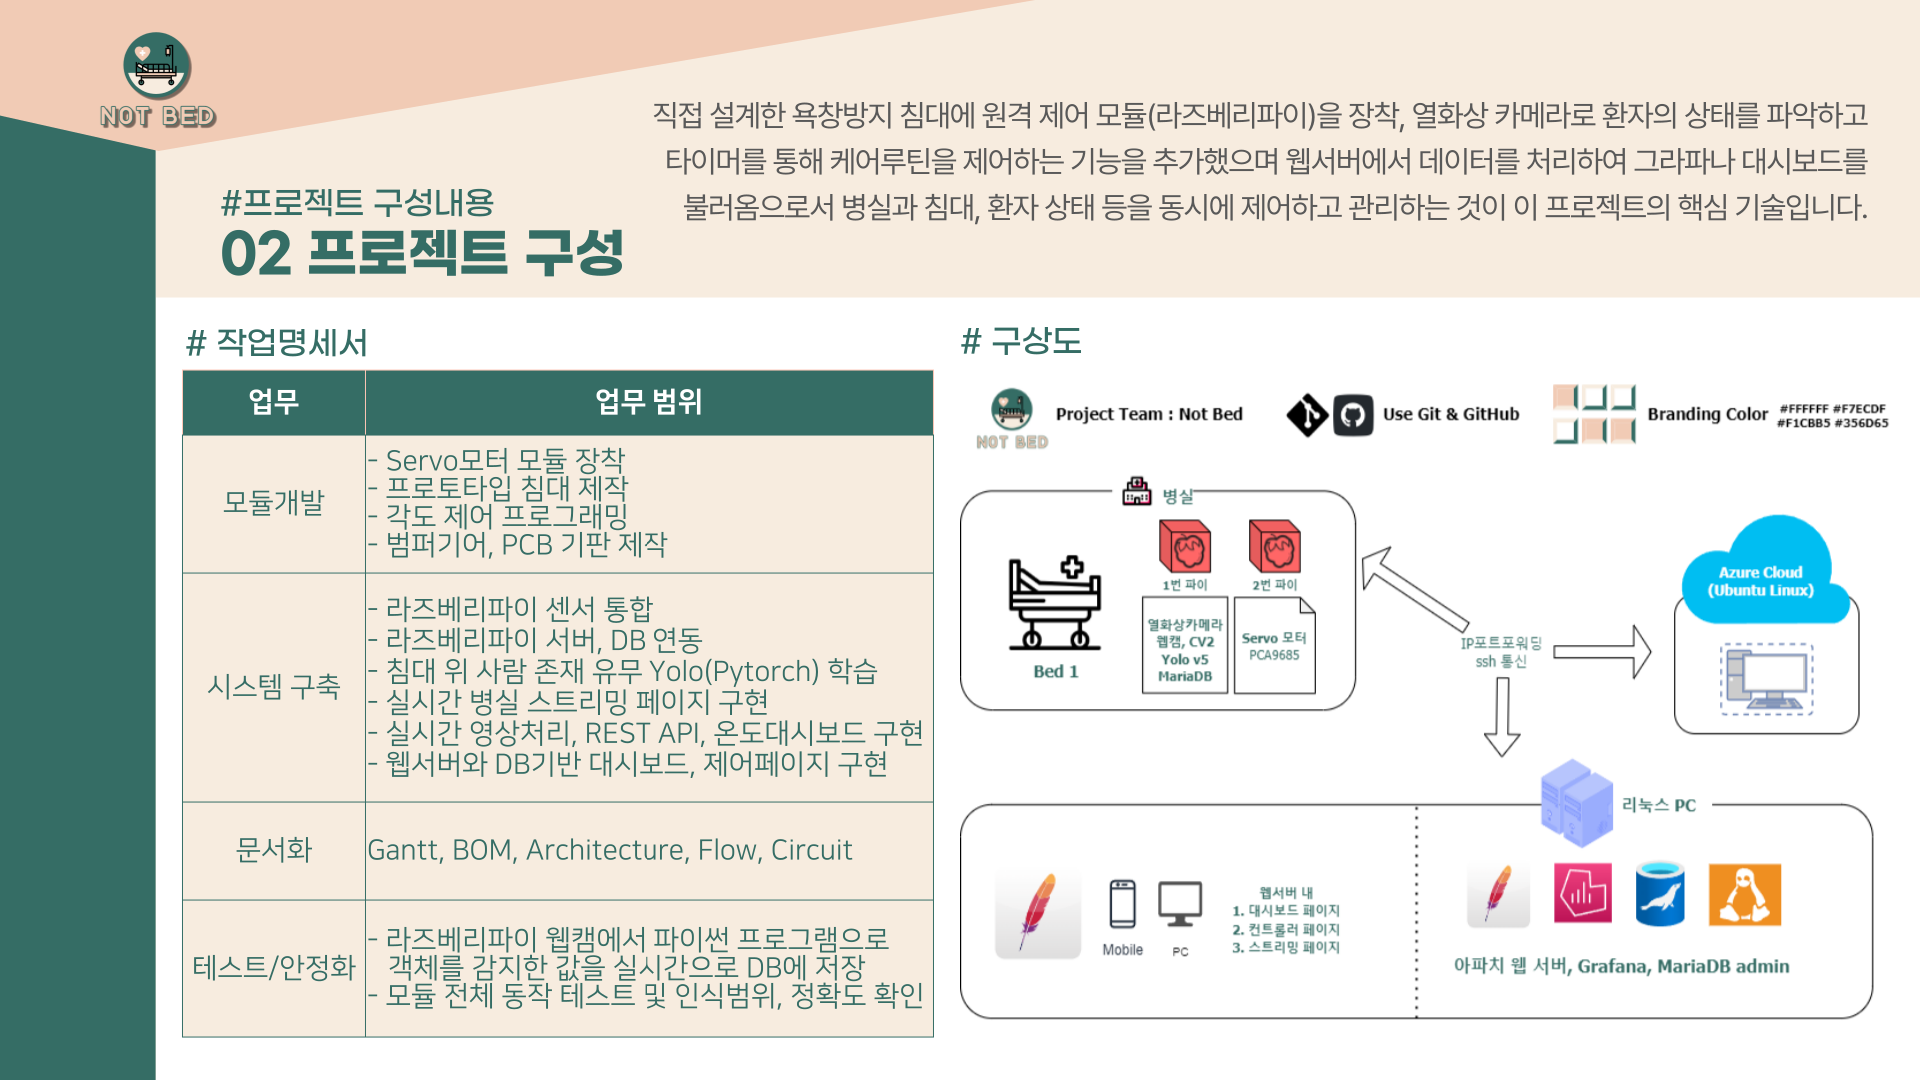 NOT BED
직접 설계한 욕창방지 침대에 원격 제어 모듈(라즈베리파이)을 장착, 열화상 카메라로 환자의 상태를 파악하고
타이머를 통해 케어루틴을 제어하는 기능을 추가했으며 웹서버에서 데이터를 처리하여 그라파나 대시보드를
불러옴으로서 병실과 침대, 환자 상태 등을 동시에 제어하고 관리하는 것이 이 프로젝트의 핵심 기술입니다.
#프로젝트 구성내용
02 프로젝트 구성
# 작업명세서
업무
업무 범위
모듈개발
- Servo모터 모듈 장착
- 프로토타입 침대 제작
- 각도 제어 프로그래밍
- 범퍼기어, PCB 기판 제작
시스템 구축
- 라즈베리파이 센서 통합
- 라즈베리파이 서버, DB 연동
- 침대 위 사람 존재 유무 Yolo(Pytorch) 학습
- 실시간 병실 스트리밍 페이지 구현
- 실시간 영상처리, REST API, 온도대시보드 구현
- 웹서버와 DB기반 대시보드, 제어페이지 구현
문서화
Gantt, BOM, Architecture, Flow, Circuit
테스트/안정화
- 라즈베리파이 웹캠에서 파이썬 프로그램으로
객체를 감지한 값을 실시간으로 DB에 저장
- 모듈 전체 동작 테스트 및 인식범위, 정확도 확인
# 구상도
NOT BED
Project Team : Not Bed
Use Git & GitHub
Branding Color
#FFFFFF #F7ECDF
#F1CBB5 #356D65
병실
Bed 1
1번 파이
열화상카메라
웹캠, CV2
Yolo v5
MariaDB
2번 파이
Servo 모터
PCA9685
IP포트포워딩
ssh 통신
Azure Cloud
(Ubuntu Linux)
리눅스 PC
Mobile
PC
웹서버 내
1. 대시보드 페이지
2. 컨트롤러 페이지
3. 스트리밍 페이지
아파치 웹 서버, Grafana, MariaDB admin